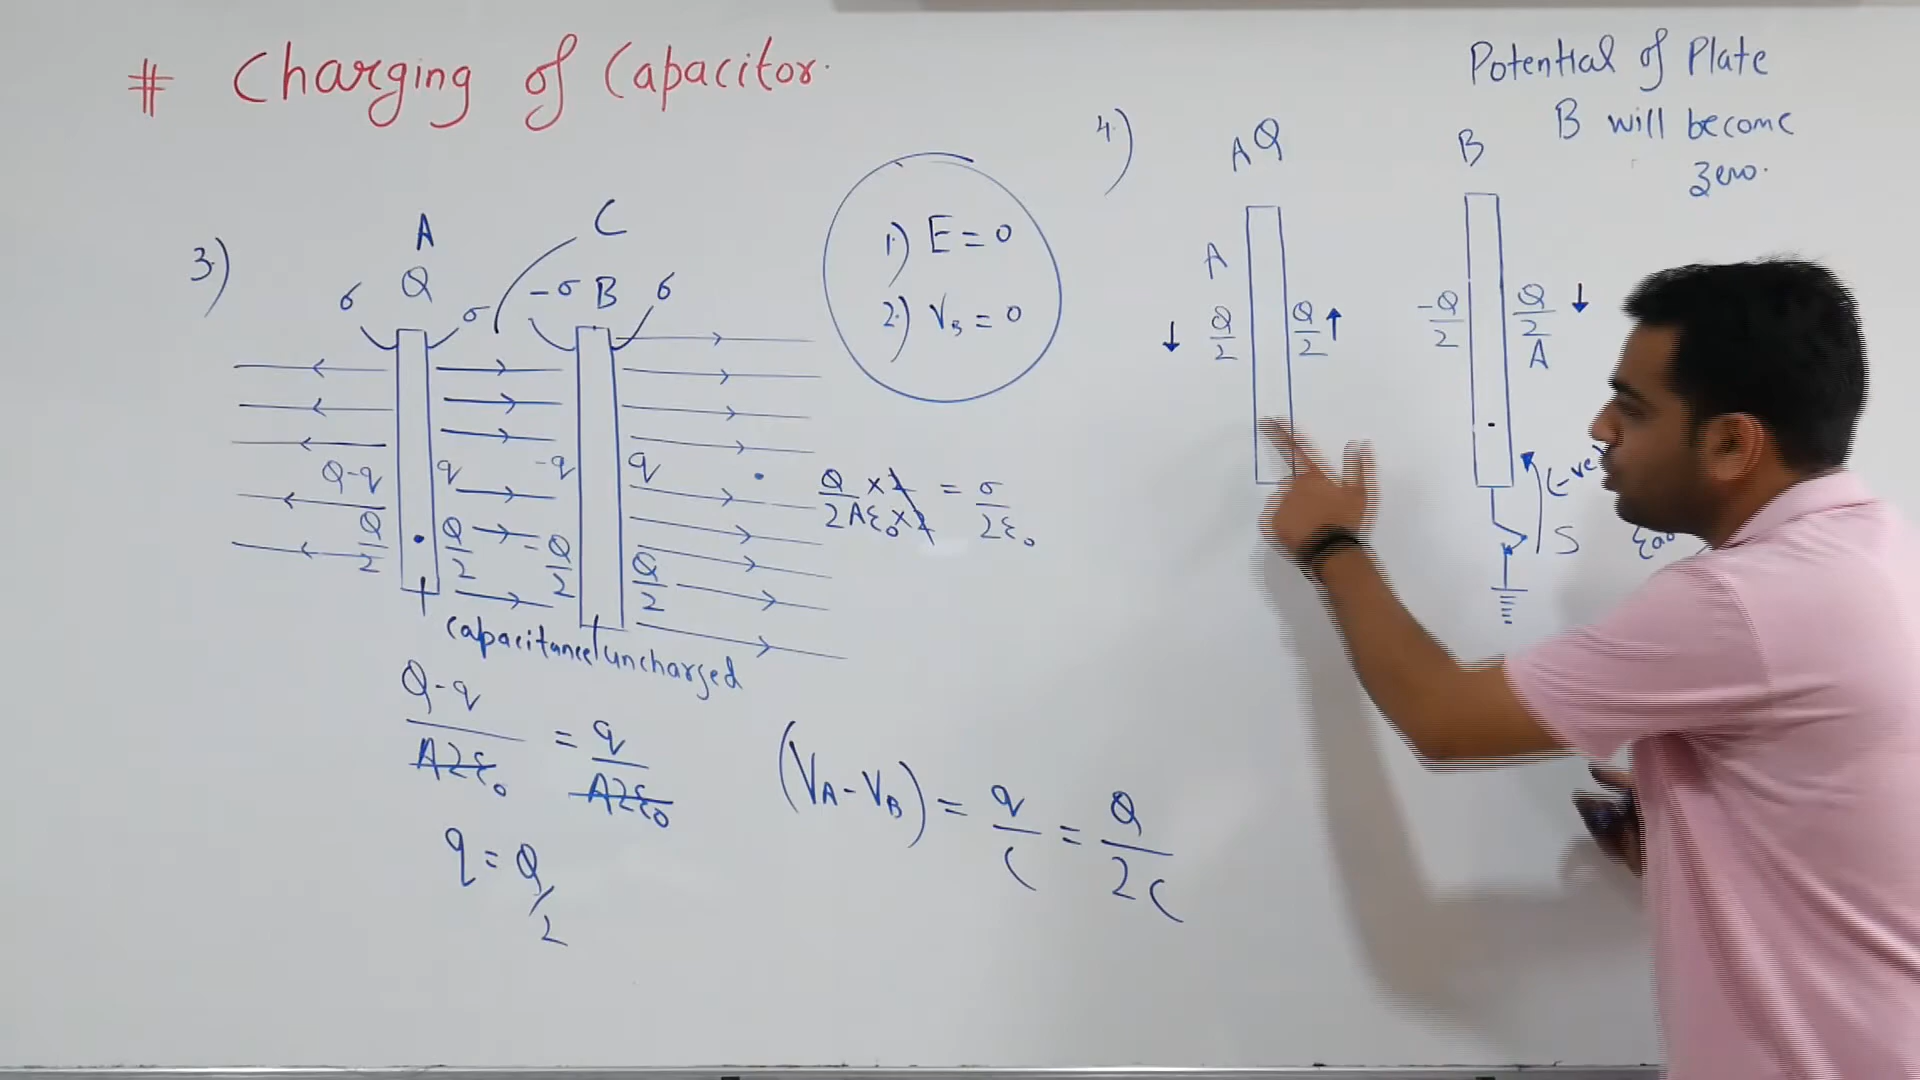 # Charging of Capacitor.
3.)
A
Q
C
σ
σ
-σ B σ
Q-q
q
-q
q
Q/2
Q/2
-Q/2
Q/2
capacitance
uncharged
Q × 1 / 2Aε₀ × 1 = σ / 2ε₀
(Q-q) / A2ε₀ = q / A2ε₀
q = Q/2
(V_A - V_B) = q/C = Q/2C
1.) E = 0
2.) V_B = 0
4.)
Potential of Plate
B will become
zero.
A Q
B
A
↓ Q/2
Q/2 ↑
-Q/2
Q/2 ↓
A
(-ve)
S